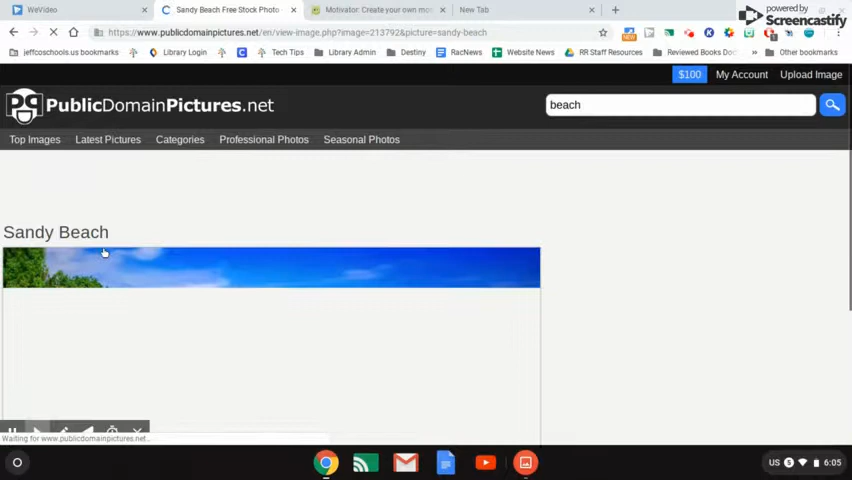 WeVideo
Sandy Beach Free Stock Photo
Motivator: Create your own mo
New Tab
powered by
Screencastify
https://www.publicdomainpictures.net/en/view-image.php?image=213792&picture=sandy-beach
NEW
jeffcoschools.us bookmarks Library Login Tech Tips Library Admin Destiny RacNews Website News RR Staff Resources Reviewed Books Do Other bookmarks
$100 My Account Upload Image
PublicDomainPictures.net
beach
Top Images Latest Pictures Categories Professional Photos Seasonal Photos
Sandy Beach
Waiting for www.publicdomainpictures.net...
US 6:05